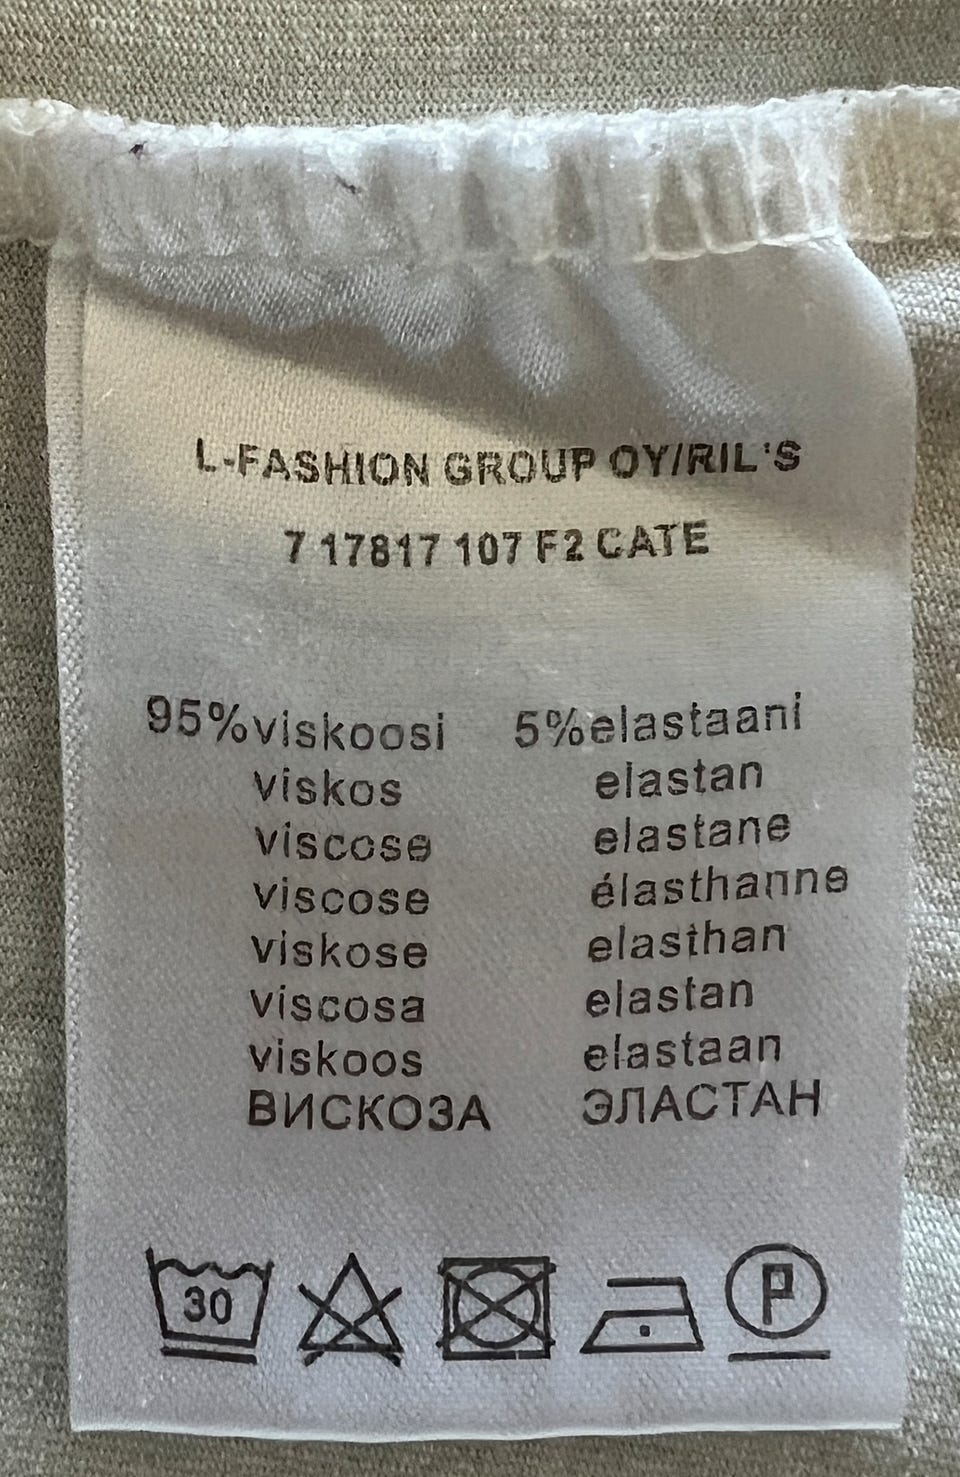 L-FASHION GROUP OY/RIL'S
7 17817 107 F2 CATE
95%viskoosi 5%elastaani
viskos elastan
viscose elastane
viscose élasthanne
viskose elasthan
viscosa elastan
viskoos elastaan
ВИСКОЗА ЭЛАСТАН
30 P